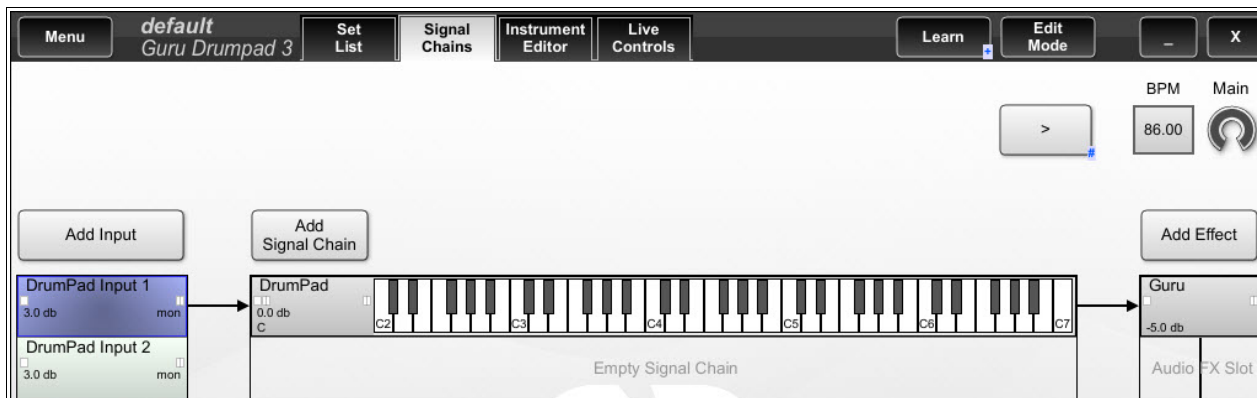 Menu
default
Guru Drumpad 3
Set
List
Signal
Chains
Instrument
Editor
Live
Controls
Learn
+
Edit
Mode
_
X
BPM
Main
>
#
86.00
Add Input
Add
Signal Chain
Add Effect
DrumPad Input 1
3.0 db
mon
DrumPad
0.0 db
C
C2
C3
C4
C5
C6
C7
Guru
-5.0 db
DrumPad Input 2
3.0 db
mon
Empty Signal Chain
Audio FX Slot